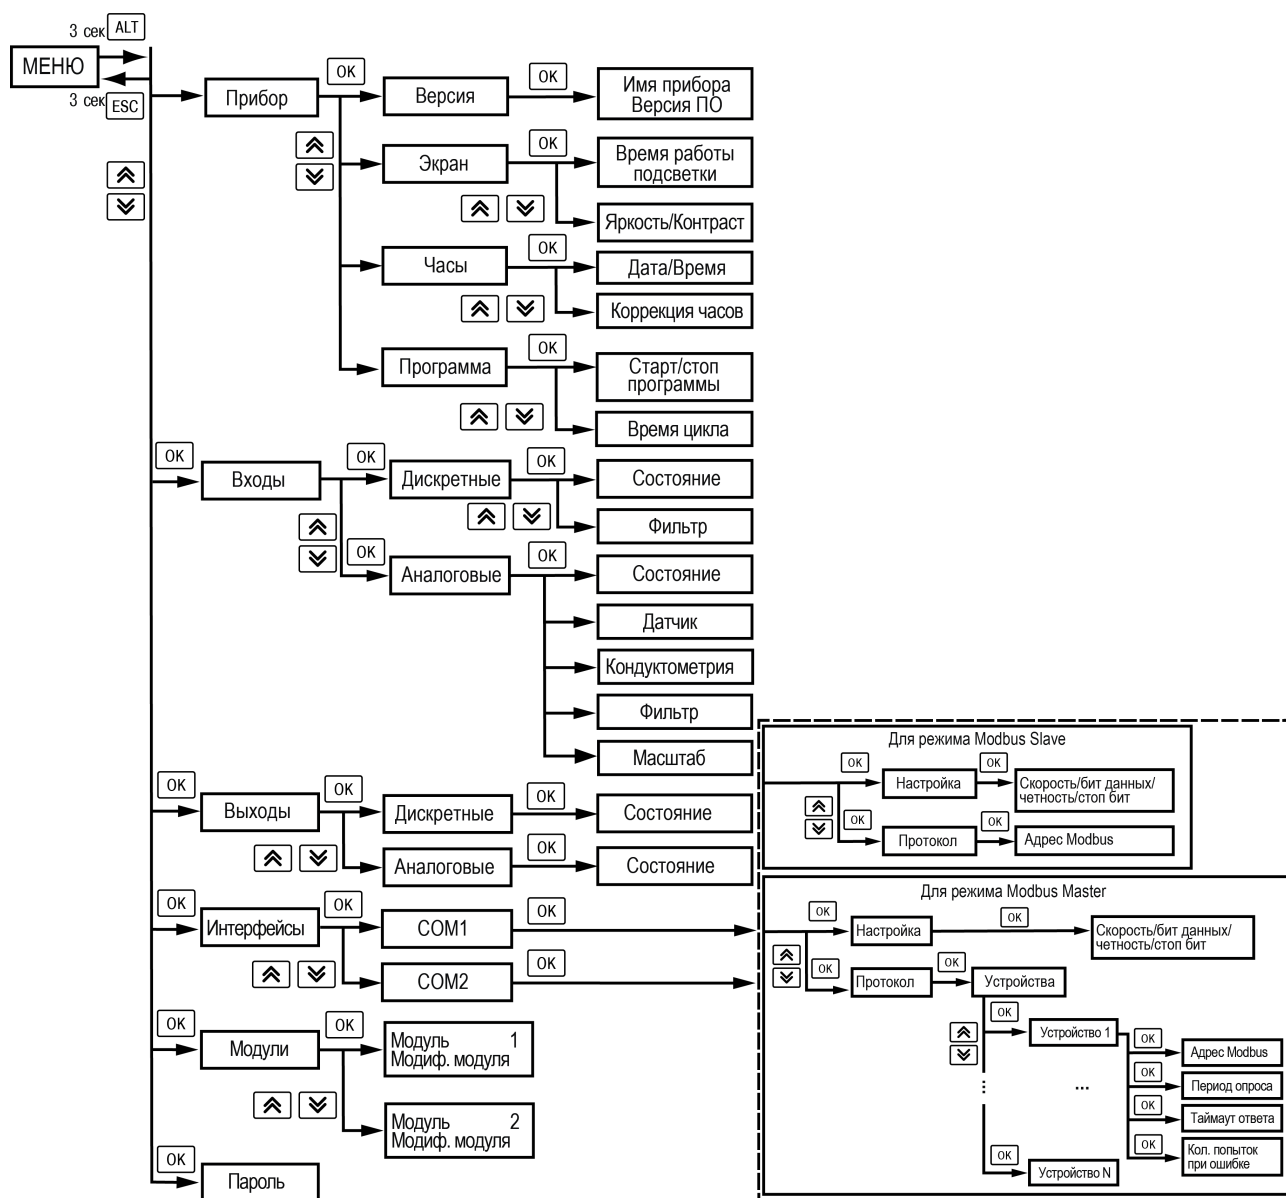 3 сек ALT
МЕНЮ
3 сек ESC
Прибор
OK
Версия
OK
Имя прибора
Версия ПО
Экран
OK
Время работы
подсветки
Яркость/Контраст
Часы
OK
Дата/Время
Коррекция часов
Программа
OK
Старт/стоп
программы
Время цикла
OK
Входы
OK
Дискретные
OK
Состояние
Фильтр
OK
Аналоговые
OK
Состояние
Датчик
Кондуктометрия
Фильтр
Масштаб
OK
Выходы
OK
Дискретные
OK
Состояние
Аналоговые
OK
Состояние
OK
Интерфейсы
OK
COM1
OK
COM2
OK
OK
Модули
OK
Модуль 1
Модиф. модуля
Модуль 2
Модиф. модуля
OK
Пароль
Для режима Modbus Slave
OK
Настройка
OK
Скорость/бит данных/
четность/стоп бит
OK
Протокол
OK
Адрес Modbus
Для режима Modbus Master
OK
Настройка
OK
Скорость/бит данных/
четность/стоп бит
OK
Протокол
OK
Устройства
OK
Устройство 1
OK
Адрес Modbus
OK
Период опроса
...
...
OK
Таймаут ответа
OK
Кол. попыток
при ошибке
OK
Устройство N